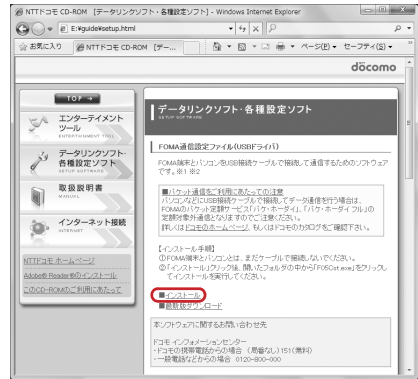 NTTドコモ CD-ROM [データリンクソフト・各種設定ソフト] - Windows Internet Explorer
E:¥guide¥setup.html
お気に入り
NTTドコモ CD-ROM [デー...
ページ(P)
セーフティ(S)
döcomo
TOP
エンターテイメント
ツール
ENTERTAINMENT TOOL
データリンクソフト・
各種設定ソフト
SETUP SOFTWARE
取扱説明書
MANUAL
インターネット接続
INTERNET
NTTドコモ ホームページ
Adobe® Reader®のインストール
このCD-ROMのご利用にあたって
データリンクソフト・各種設定ソフト
SETUP SOFTWARE
FOMA通信設定ファイル(USBドライバ)
FOMA端末とパソコンをUSB接続ケーブルで接続して通信するためのソフトウェア
です。※1 ※2
■パケット通信をご利用にあたっての注意
パソコンなどにUSB接続ケーブルで接続してデータ通信を行う場合は、
FOMAのパケット定額サービス「パケ・ホーダイ」、「パケ・ホーダイフル」の
定額対象外通信となりますのでご注意ください。
詳しくはドコモのホームページ、もしくはドコモのカタログをご確認下さい。
【インストール手順】
①FOMA端末とパソコンとは、まだケーブルで接続しないでください。
②「インストール」クリック後、開いたフォルダの中から「F05Cst.exe」をクリックし
てインストールを実行してください。
■インストール
■最新版ダウンロード
本ソフトウェアに関するお問い合わせ先
ドコモ インフォメーションセンター
・ドコモの携帯電話からの場合 (局番なし)151(無料)
・一般電話などからの場合 0120-800-000